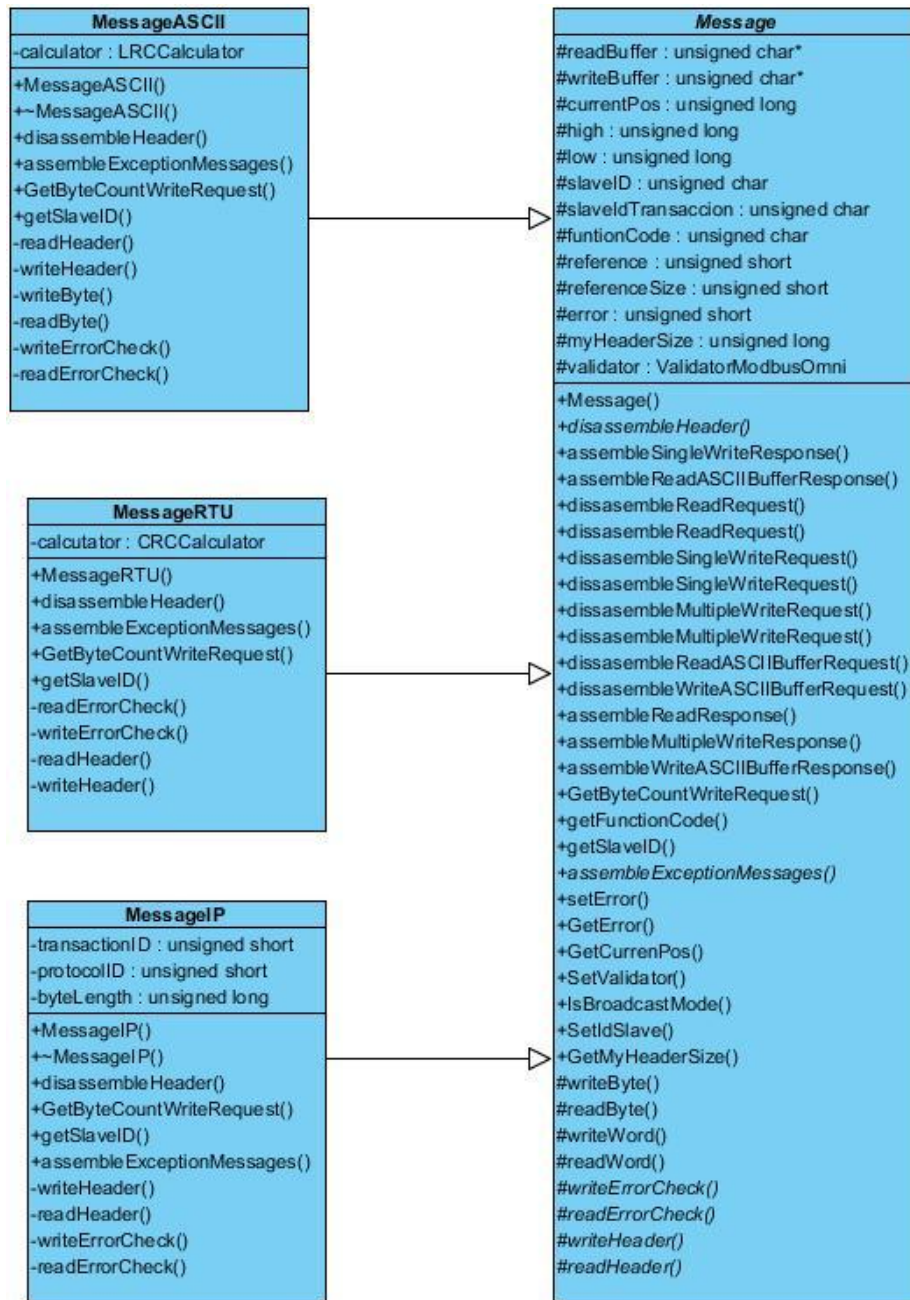 MessageASCII
-calculator : LRCCalculator
+MessageASCII()
+~MessageASCII()
+disassembleHeader()
+assembleExceptionMessages()
+GetByteCountWriteRequest()
+getSlaveID()
-readHeader()
-writeHeader()
-writeByte()
-readByte()
-writeErrorCheck()
-readErrorCheck()
MessageRTU
-calcutator : CRCCalculator
+MessageRTU()
+disassembleHeader()
+assembleExceptionMessages()
+GetByteCountWriteRequest()
+getSlaveID()
-readErrorCheck()
-writeErrorCheck()
-readHeader()
-writeHeader()
MessageIP
-transactionID : unsigned short
-protocolID : unsigned short
-byteLength : unsigned long
+MessageIP()
+~MessageIP()
+disassembleHeader()
+GetByteCountWriteRequest()
+getSlaveID()
+assembleExceptionMessages()
-writeHeader()
-readHeader()
-writeErrorCheck()
-readErrorCheck()
Message
#readBuffer : unsigned char*
#writeBuffer : unsigned char*
#currentPos : unsigned long
#high : unsigned long
#low : unsigned long
#slaveID : unsigned char
#slaveIdTransaccion : unsigned char
#funtionCode : unsigned char
#reference : unsigned short
#referenceSize : unsigned short
#error : unsigned short
#myHeaderSize : unsigned long
#validator : ValidatorModbusOmni
+Message()
+disassembleHeader()
+assembleSingleWriteResponse()
+assembleReadASCIIBufferResponse()
+dissasembleReadRequest()
+dissasembleReadRequest()
+dissasembleSingleWriteRequest()
+dissasembleSingleWriteRequest()
+dissasembleMultipleWriteRequest()
+dissasembleMultipleWriteRequest()
+dissasembleReadASCIIBufferRequest()
+dissasembleWriteASCIIBufferRequest()
+assembleReadResponse()
+assembleMultipleWriteResponse()
+assembleWriteASCIIBufferResponse()
+GetByteCountWriteRequest()
+getFunctionCode()
+getSlaveID()
+assembleExceptionMessages()
+setError()
+GetError()
+GetCurrenPos()
+SetValidator()
+IsBroadcastMode()
+SetIdSlave()
+GetMyHeaderSize()
#writeByte()
#readByte()
#writeWord()
#readWord()
#writeErrorCheck()
#readErrorCheck()
#writeHeader()
#readHeader()